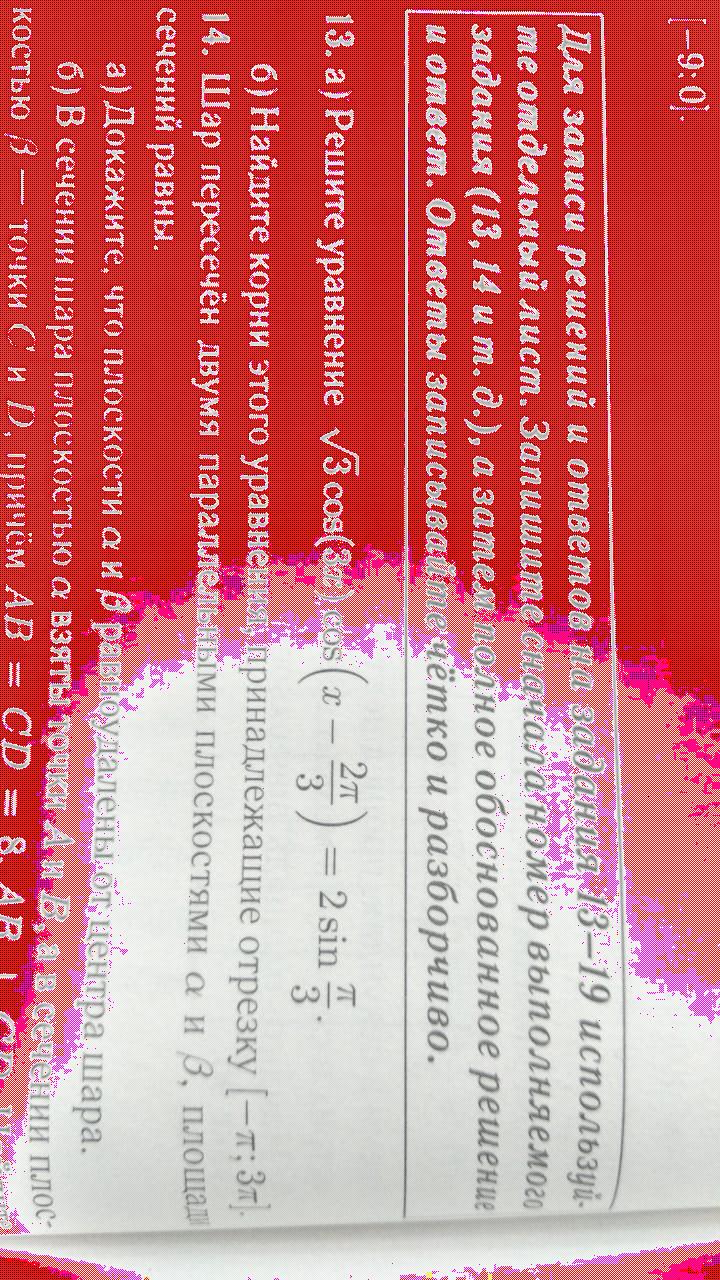 [−9; 0].
Для записи решений и ответов на задания 13–19 используй-
те отдельный лист. Запишите сначала номер выполняемого
задания (13, 14 и т. д.), а затем полное обоснованное решение
и ответ. Ответы записывайте чётко и разборчиво.
13. а) Решите уравнение √3 cos(3π) cos(x − 2π/3) = 2 sin π/3.
б) Найдите корни этого уравнения, принадлежащие отрезку [−π; 3π].
14. Шар пересечён двумя параллельными плоскостями α и β, площади
сечений равны.
а) Докажите, что плоскости α и β равноудалены от центра шара.
б) В сечении шара плоскостью α взяты точки A и B, а в сечении плос-
костью β — точки C и D, причём AB = CD = 8, AB